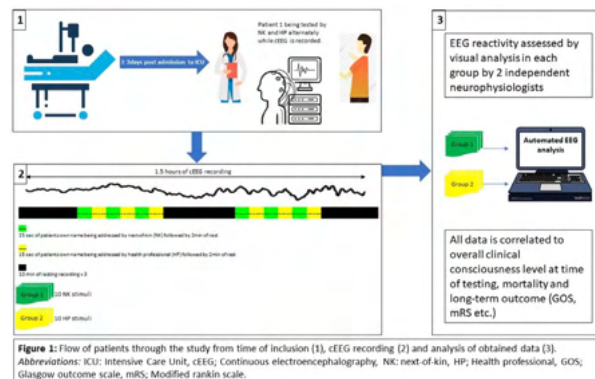 1
Patient 1 being tested by
NK and HP alternately
while cEEG is recorded.
days post admission to ICU
3
EEG reactivity assessed by
visual analysis in each
group by 2 independent
neurophysiologists
Group 1
Group 2
Automated EEG
analysis
All data is correlated to
overall clinical
consciousness level at time
of testing, mortality and
long-term outcome (GOS,
mRS etc.)
2
1.5 hours of cEEG recording
15 sec of patients own name being addressed by next-of-kin (NK) followed by 2min of rest
15 sec of patients own name being addressed by health professional (HP) followed by 2min of rest
10 min of resting recording x 3
Group 1
10 NK stimuli
Group 2
10 HP stimuli
Figure 1: Flow of patients through the study from time of inclusion (1), cEEG recording (2) and analysis of obtained data (3).
Abbreviations: ICU: Intensive Care Unit, cEEG; Continuous electroencephalography, NK: next-of-kin, HP; Health professional, GOS;
Glasgow outcome scale, mRS; Modified rankin scale.